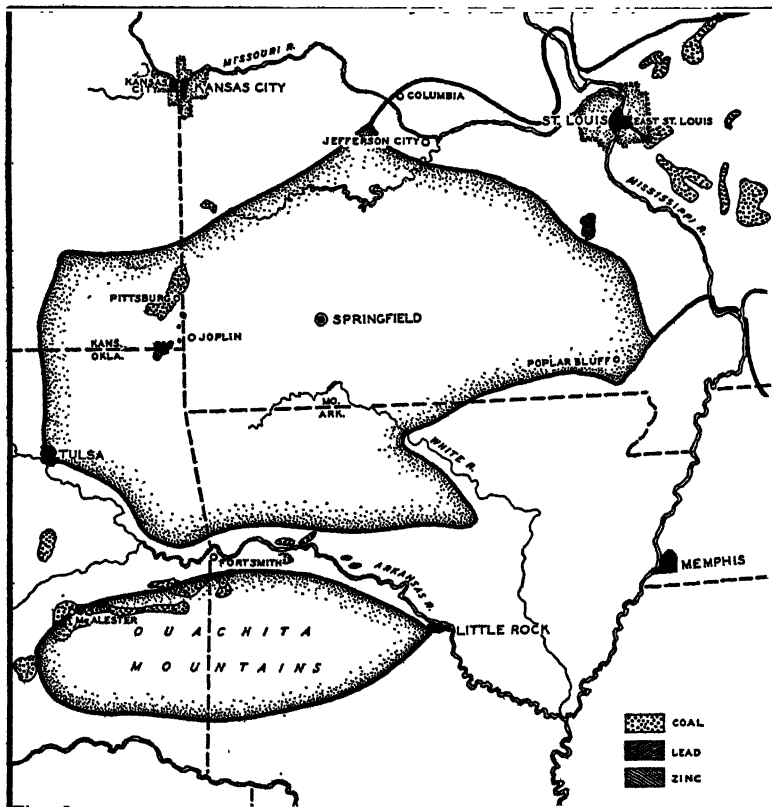 MISSOURI R.
KANSAS CITY
KANSAS CITY
COLUMBIA
ST. LOUIS
EAST ST. LOUIS
JEFFERSON CITY
MISSISSIPPI R.
PITTSBURG
SPRINGFIELD
JOPLIN
KANS.
OKLA.
POPLAR BLUFF
MO.
ARK.
TULSA
WHITE R.
FORT SMITH
ARKANSAS R.
MEMPHIS
MCALESTER
LITTLE ROCK
OUACHITA
MOUNTAINS
COAL
LEAD
ZINC